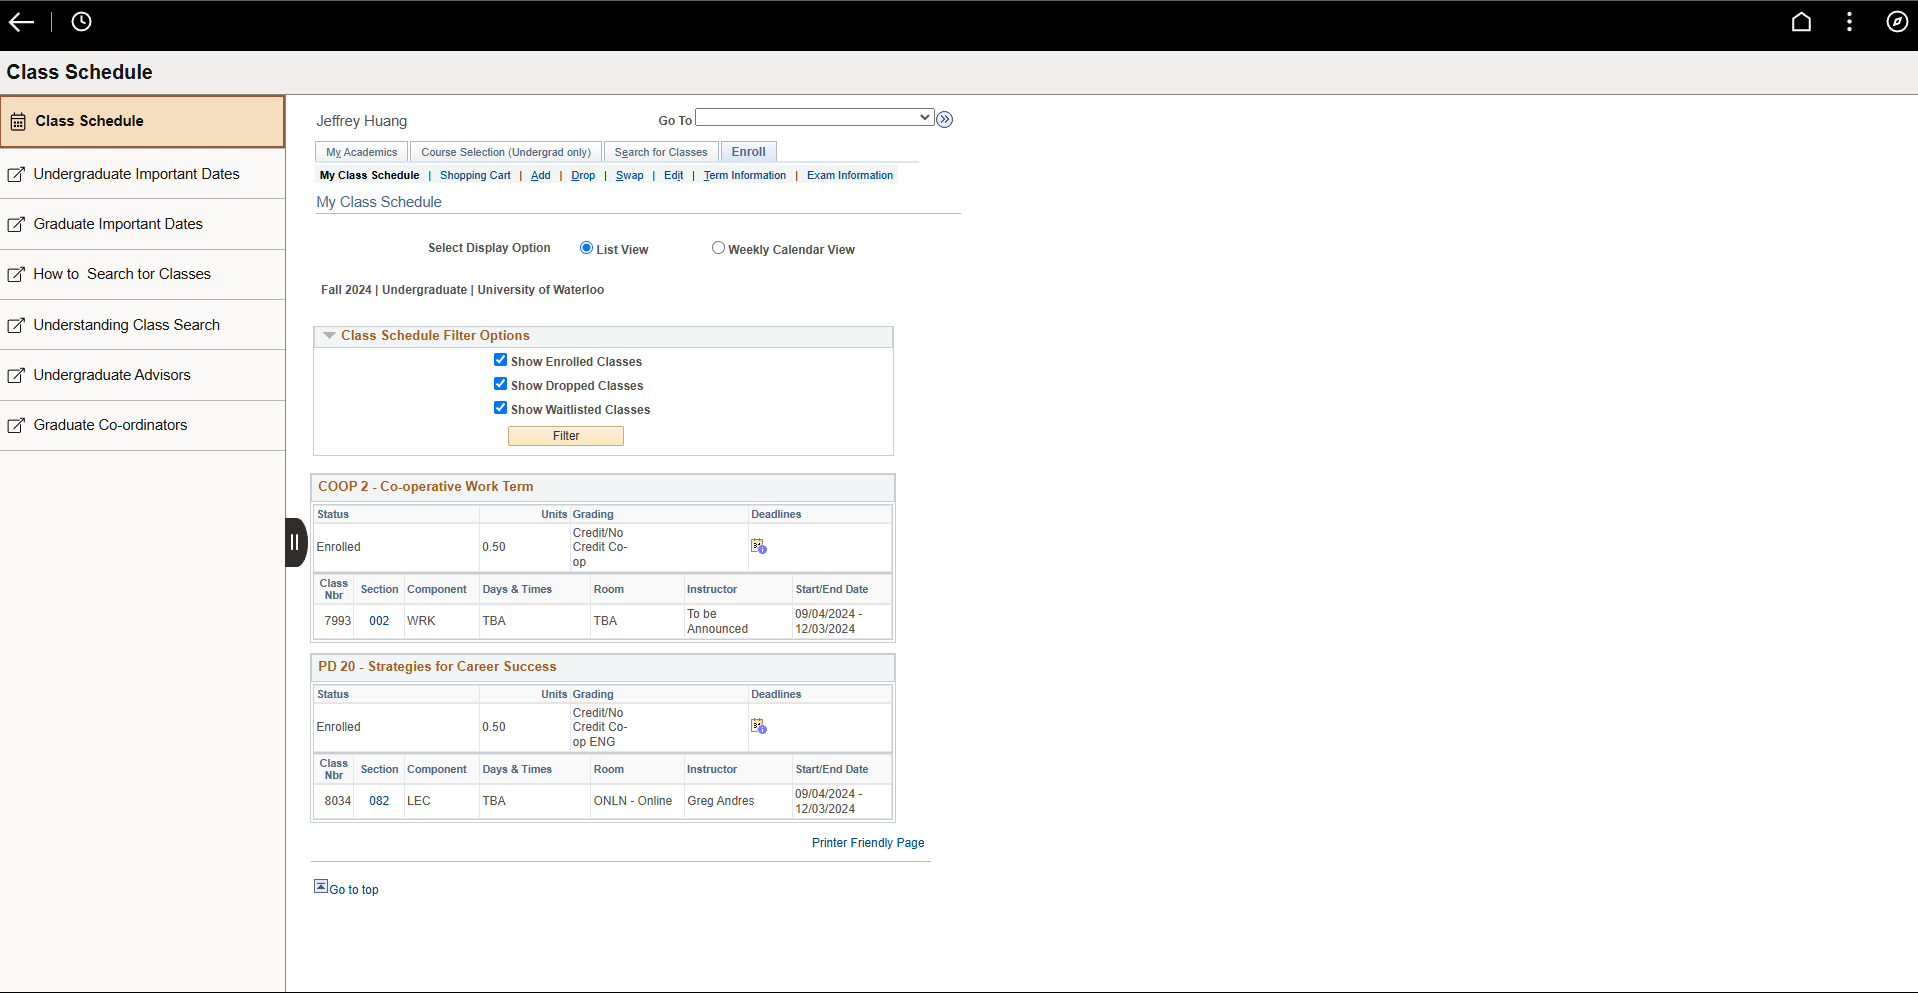 Class Schedule
Class Schedule
Undergraduate Important Dates
Graduate Important Dates
How to  Search tor Classes
Understanding Class Search
Undergraduate Advisors
Graduate Co-ordinators
Jeffrey Huang
Go To
My Academics Course Selection (Undergrad only) Search for Classes Enroll
My Class Schedule | Shopping Cart | Add | Drop | Swap | Edit | Term Information | Exam Information
My Class Schedule
Select Display Option List View Weekly Calendar View
Fall 2024 | Undergraduate | University of Waterloo
Class Schedule Filter Options
Show Enrolled Classes
Show Dropped Classes
Show Waitlisted Classes
Filter
COOP 2 - Co-operative Work Term
Status Units Grading Deadlines
Enrolled 0.50 Credit/No
Credit Co-
op
Class
Nbr Section Component Days & Times Room Instructor Start/End Date
7993 002 WRK TBA TBA To be
Announced 09/04/2024 -
12/03/2024
PD 20 - Strategies for Career Success
Status Units Grading Deadlines
Enrolled 0.50 Credit/No
Credit Co-
op ENG
Class
Nbr Section Component Days & Times Room Instructor Start/End Date
8034 082 LEC TBA ONLN - Online Greg Andres 09/04/2024 -
12/03/2024
Printer Friendly Page
Go to top